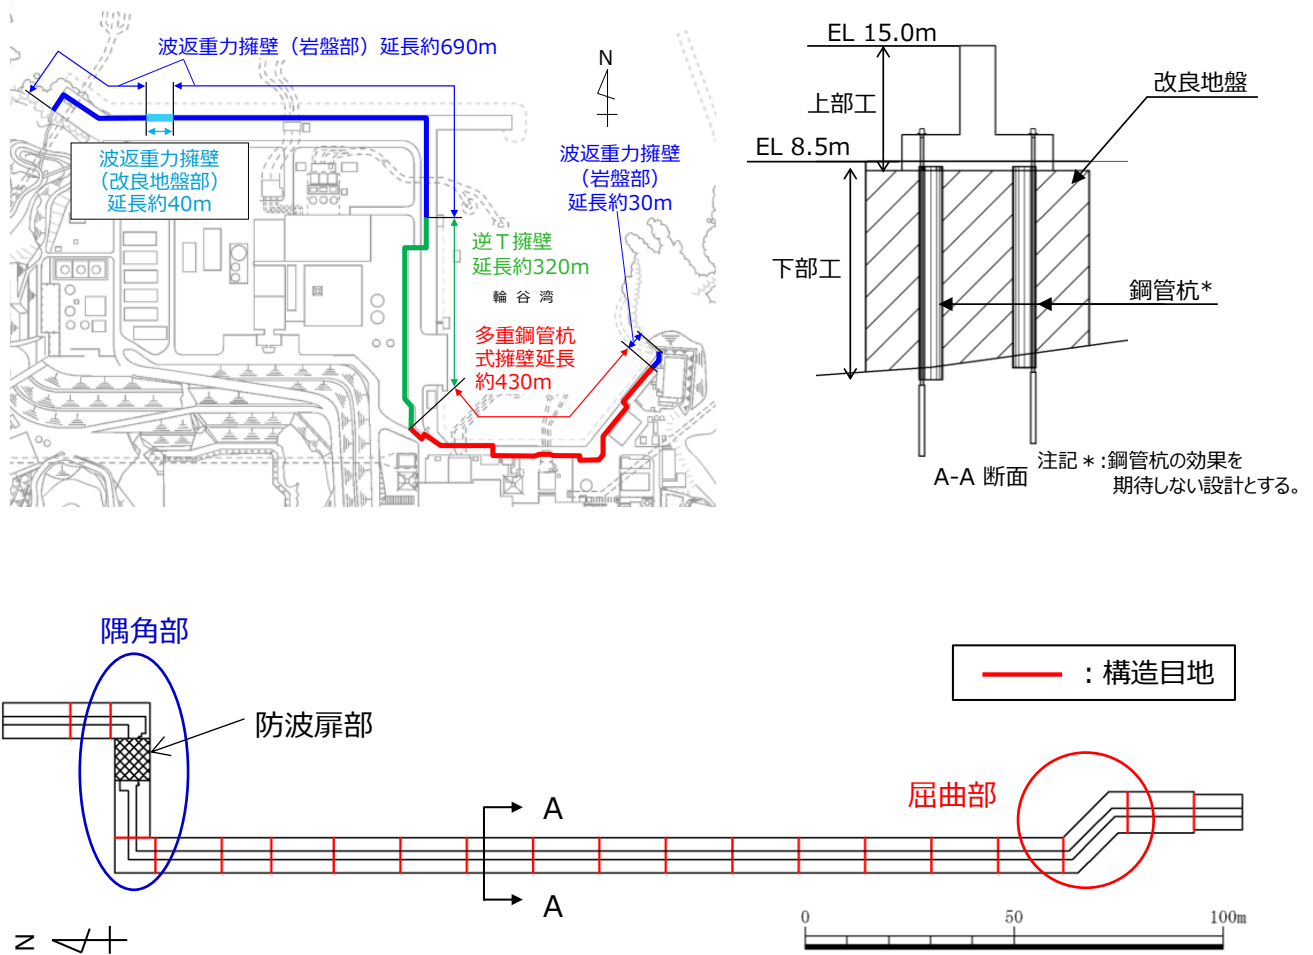 波返重力擁壁（岩盤部）延長約690m
N
波返重力擁壁
（改良地盤部）
延長約40m
波返重力擁壁
（岩盤部）
延長約30m
逆Ｔ擁壁
延長約320m
輪谷湾
多重鋼管杭
式擁壁延長
約430m
EL 15.0m
上部工
改良地盤
EL 8.5m
下部工
鋼管杭*
A-A 断面
注記＊:鋼管杭の効果を
期待しない設計とする。
隅角部
防波扉部
：構造目地
屈曲部
A
A
N
0 50 100m